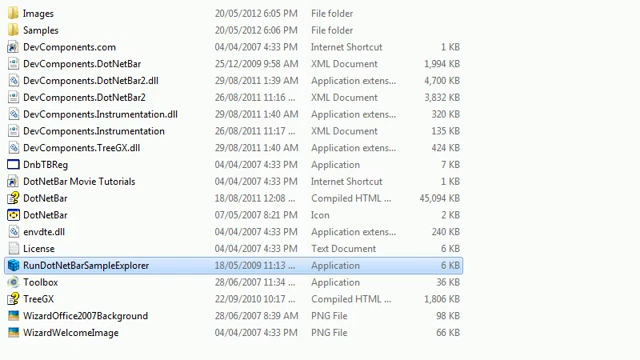 Images 20/05/2012 6:05 PM File folder
Samples 20/05/2012 6:06 PM File folder
DevComponents.com 04/04/2007 4:33 PM Internet Shortcut 1 KB
DevComponents.DotNetBar 25/12/2009 9:58 AM XML Document 1,994 KB
DevComponents.DotNetBar2.dll 29/08/2011 1:39 AM Application extens... 4,700 KB
DevComponents.DotNetBar2 26/08/2011 11:16 ... XML Document 3,832 KB
DevComponents.Instrumentation.dll 29/08/2011 1:40 AM Application extens... 320 KB
DevComponents.Instrumentation 26/08/2011 11:17 ... XML Document 135 KB
DevComponents.TreeGX.dll 29/08/2011 1:40 AM Application extens... 424 KB
DnbTBReg 04/04/2007 4:33 PM Application 7 KB
DotNetBar Movie Tutorials 04/04/2007 4:33 PM Internet Shortcut 1 KB
DotNetBar 18/08/2011 12:08 ... Compiled HTML ... 45,094 KB
DotNetBar 07/05/2007 8:21 PM Icon 2 KB
envdte.dll 04/04/2007 4:33 PM Application extens... 240 KB
License 04/04/2007 4:33 PM Text Document 6 KB
RunDotNetBarSampleExplorer 18/05/2009 11:13 ... Application 6 KB
Toolbox 28/06/2007 11:34 ... Application 36 KB
TreeGX 22/09/2010 10:17 ... Compiled HTML ... 1,806 KB
WizardOffice2007Background 28/06/2007 8:39 AM PNG File 98 KB
WizardWelcomeImage 04/04/2007 4:33 PM PNG File 66 KB